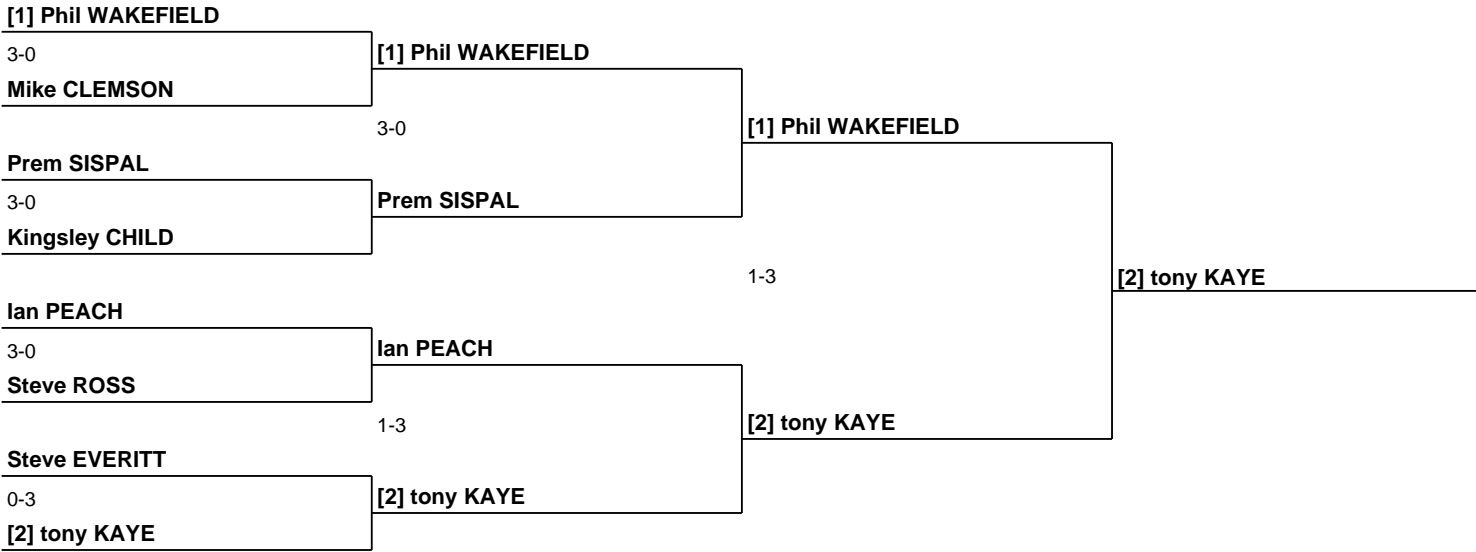 [1] Phil WAKEFIELD
3-0
[1] Phil WAKEFIELD
Mike CLEMSON
3-0
[1] Phil WAKEFIELD
Prem SISPAL
3-0
Prem SISPAL
Kingsley CHILD
1-3
[2] tony KAYE
Ian PEACH
3-0
Ian PEACH
Steve ROSS
1-3
[2] tony KAYE
Steve EVERITT
0-3
[2] tony KAYE
[2] tony KAYE